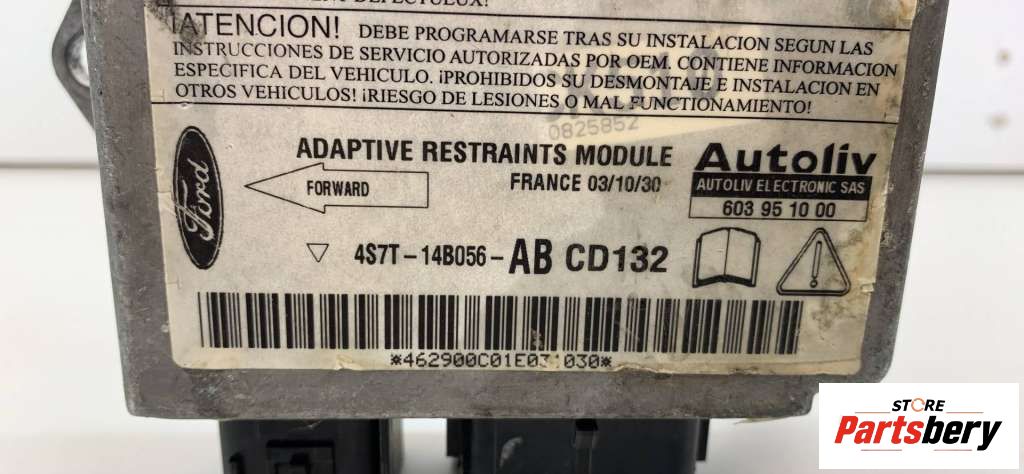 DEFECTUEUX!
¡ATENCION! DEBE PROGRAMARSE TRAS SU INSTALACION SEGUN LAS
INSTRUCCIONES DE SERVICIO AUTORIZADAS POR OEM. CONTIENE INFORMACION
ESPECIFICA DEL VEHICULO. ¡PROHIBIDOS SU DESMONTAJE E INSTALACION EN
OTROS VEHICULOS! ¡RIESGO DE LESIONES O MAL FUNCIONAMIENTO!
0825852
ADAPTIVE RESTRAINTS MODULE
FRANCE 03/10/30
Autoliv
AUTOLIV ELECTRONIC SAS
603 95 10 00
Ford
FORWARD
4S7T-14B056-AB CD132
*462900C01E031030*
STORE
Partsbery